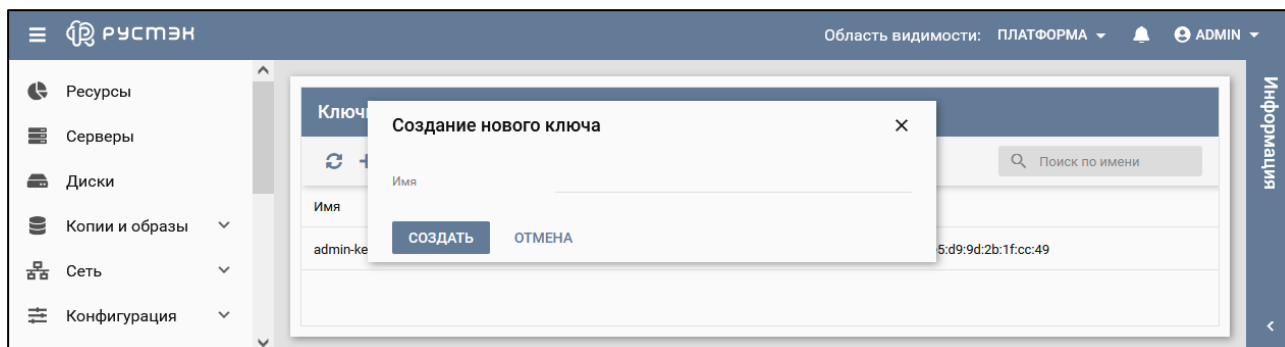 РУСТЭК
Область видимости: ПЛАТФОРМА
ADMIN
Ресурсы
Серверы
Диски
Копии и образы
Сеть
Конфигурация
Ключи
Создание нового ключа
Имя
СОЗДАТЬ ОТМЕНА
Поиск по имени
Имя
admin-ke
5:d9:9d:2b:1f:cc:49
Информация